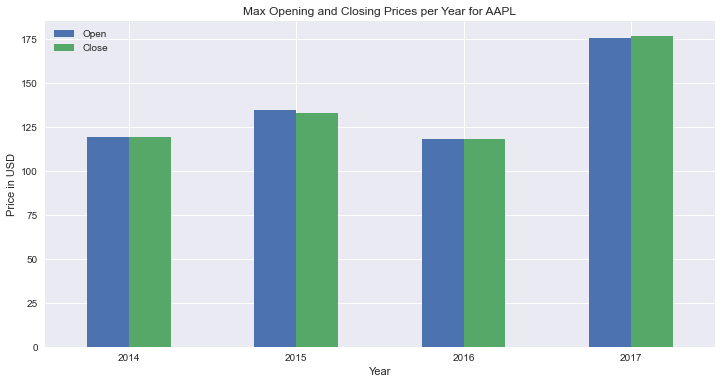 Max Opening and Closing Prices per Year for AAPL
Open
Close
Price in USD
175
150
125
100
75
50
25
0
2014 2015 2016 2017
Year